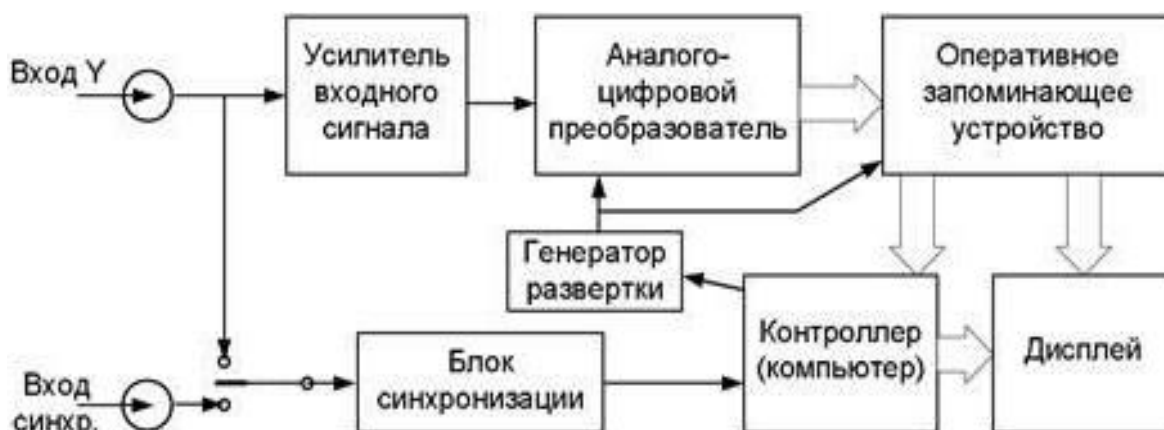 Вход Y
Усилитель
входного
сигнала
Аналого-
цифровой
преобразователь
Оперативное
запоминающее
устройство
Генератор
развертки
Вход
синхр.
Блок
синхронизации
Контроллер
(компьютер)
Дисплей